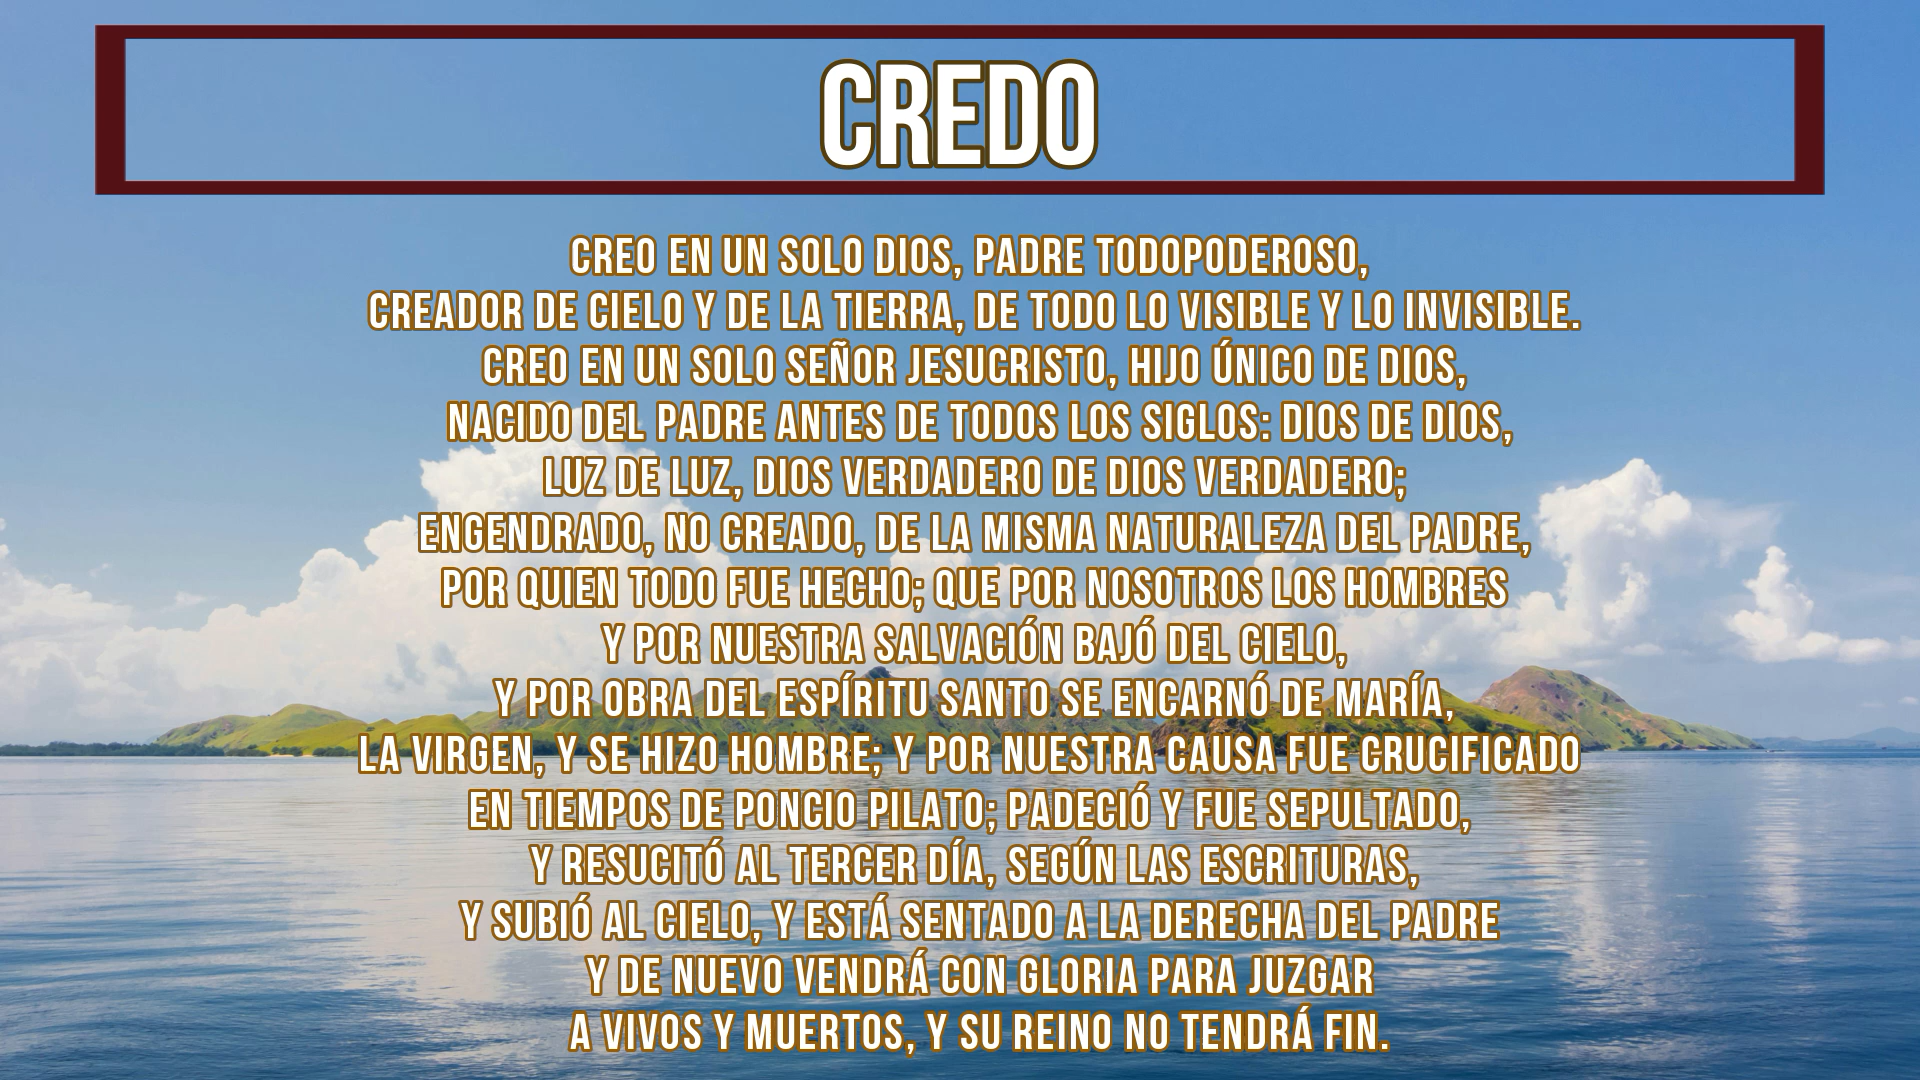 CREDO
CREO EN UN SOLO DIOS, PADRE TODOPODEROSO,
CREADOR DE CIELO Y DE LA TIERRA, DE TODO LO VISIBLE Y LO INVISIBLE.
CREO EN UN SOLO SEÑOR JESUCRISTO, HIJO ÚNICO DE DIOS,
NACIDO DEL PADRE ANTES DE TODOS LOS SIGLOS: DIOS DE DIOS,
LUZ DE LUZ, DIOS VERDADERO DE DIOS VERDADERO;
ENGENDRADO, NO CREADO, DE LA MISMA NATURALEZA DEL PADRE,
POR QUIEN TODO FUE HECHO; QUE POR NOSOTROS LOS HOMBRES
Y POR NUESTRA SALVACIÓN BAJÓ DEL CIELO,
Y POR OBRA DEL ESPÍRITU SANTO SE ENCARNÓ DE MARÍA,
LA VIRGEN, Y SE HIZO HOMBRE; Y POR NUESTRA CAUSA FUE CRUCIFICADO
EN TIEMPOS DE PONCIO PILATO; PADECIÓ Y FUE SEPULTADO,
Y RESUCITÓ AL TERCER DÍA, SEGÚN LAS ESCRITURAS,
Y SUBIÓ AL CIELO, Y ESTÁ SENTADO A LA DERECHA DEL PADRE
Y DE NUEVO VENDRÁ CON GLORIA PARA JUZGAR
A VIVOS Y MUERTOS, Y SU REINO NO TENDRÁ FIN.